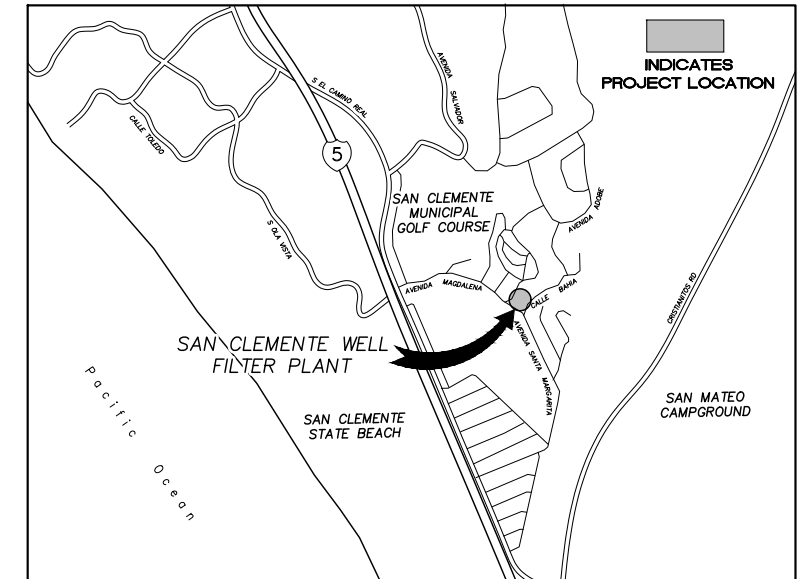 INDICATES
PROJECT LOCATION
AVENIDA SALVADOR
S EL CAMINO REAL
CALLE TOLEDO
5
SAN CLEMENTE
MUNICIPAL
GOLF COURSE
AVENIDA ADOBE
S OLA VISTA
AVENIDA MAGDALENA
CALLE BAHIA
CRISTIANITOS RD
SAN CLEMENTE WELL
FILTER PLANT
AVENIDA SANTA MARGARITA
SAN MATEO
CAMPGROUND
SAN CLEMENTE
STATE BEACH
Pacific Ocean